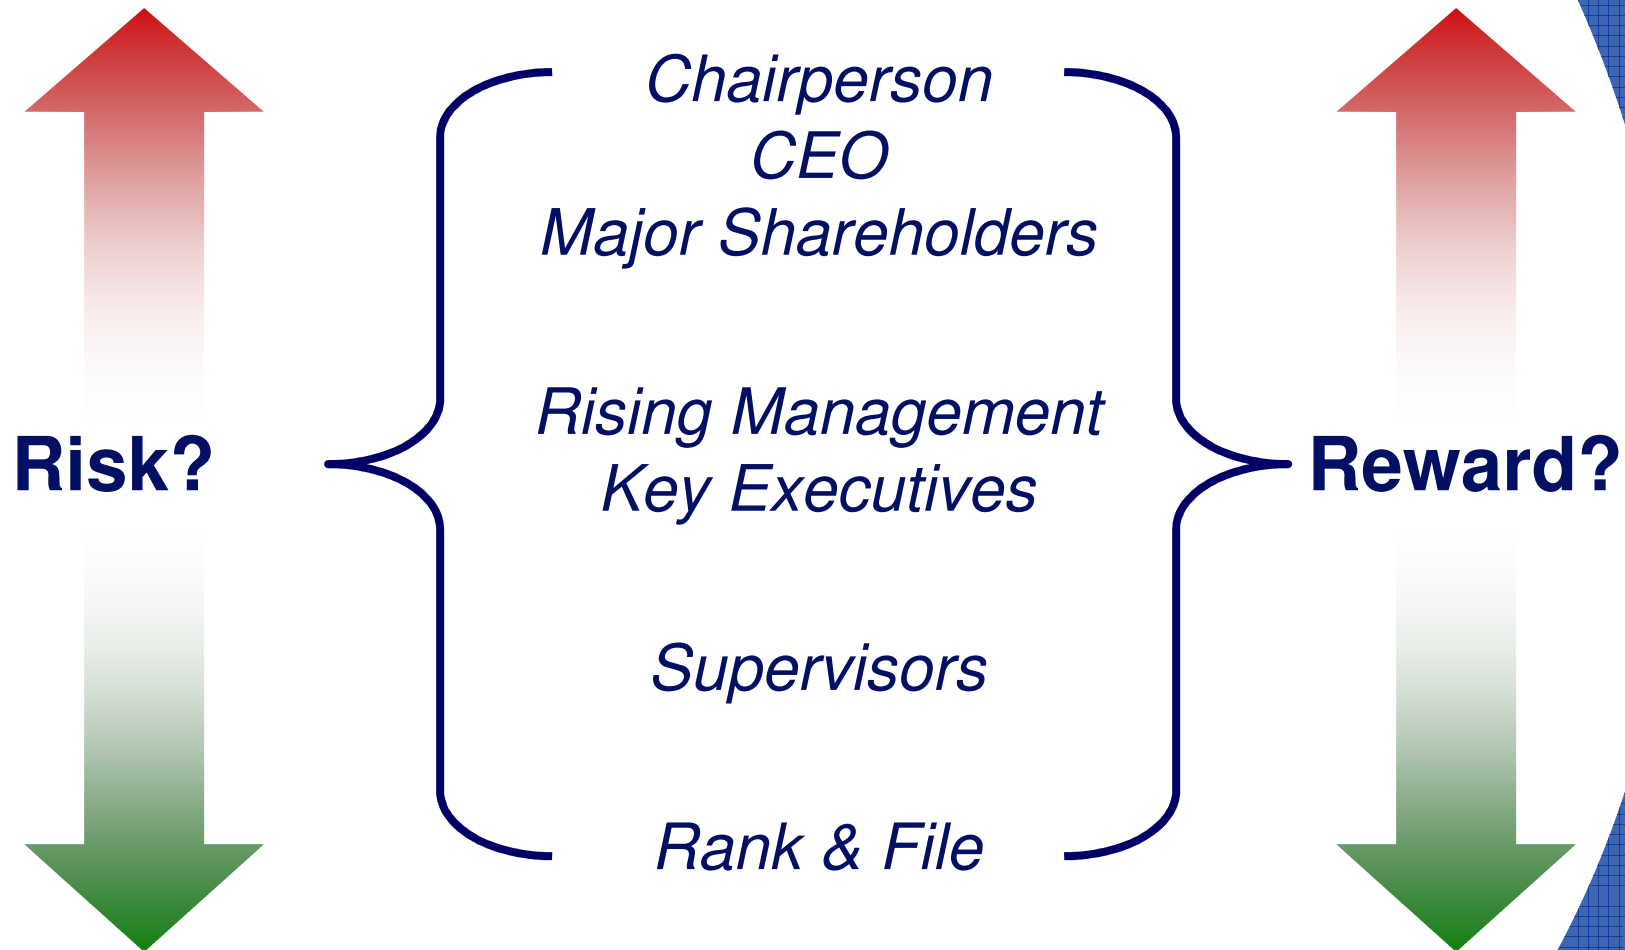 Chairperson
CEO
Major Shareholders
Rising Management
Key Executives
Risk?
Reward?
Supervisors
Rank & File